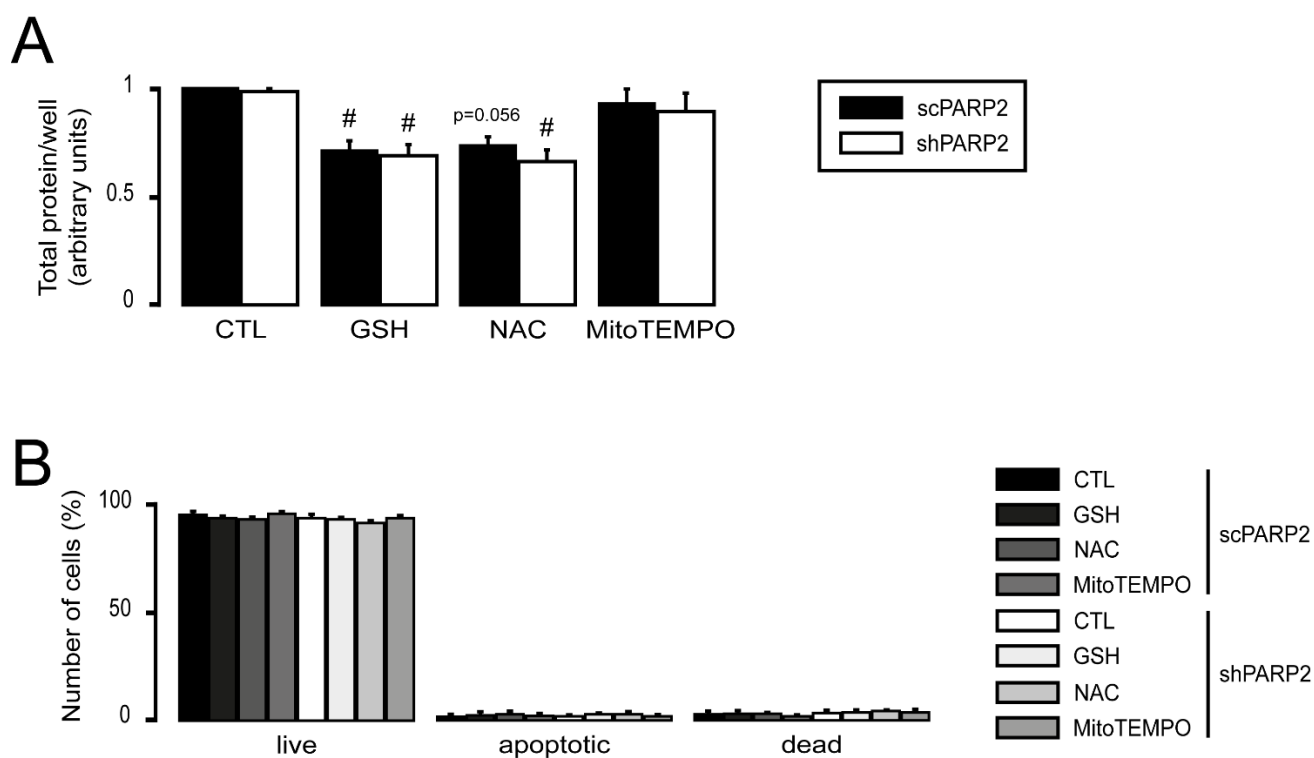 A
Total protein/well
(arbitrary units)
1
0.5
0
#
#
p=0.056
#
CTL
GSH
NAC
MitoTEMPO
scPARP2
shPARP2
B
Number of cells (%)
100
50
0
live
apoptotic
dead
CTL
GSH
NAC
MitoTEMPO
scPARP2
CTL
GSH
NAC
MitoTEMPO
shPARP2